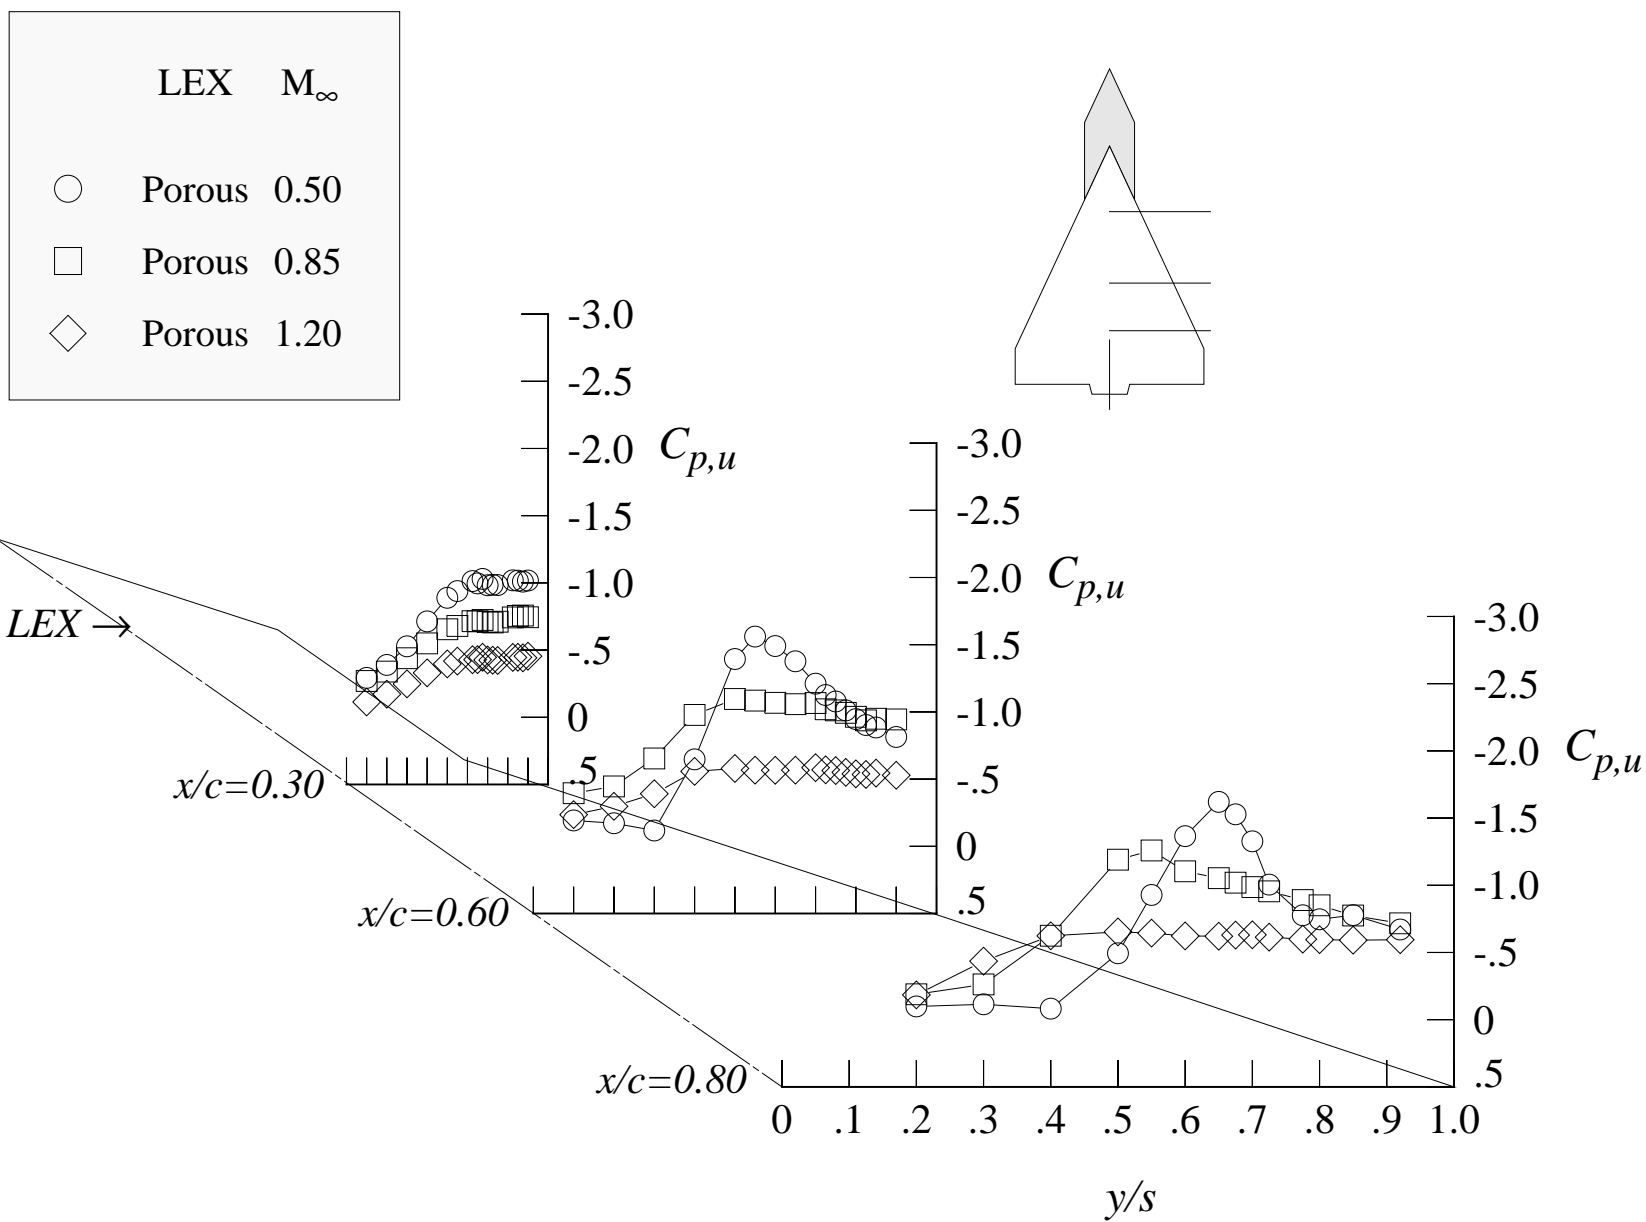 LEX M∞
Porous 0.50
Porous 0.85
Porous 1.20
-3.0
-2.5
-2.0 Cp,u
-1.5
-1.0
-.5
0
.5
-3.0
-2.5
-2.0 Cp,u
-1.5
-1.0
-.5
0
.5
-3.0
-2.5
-2.0 Cp,u
-1.5
-1.0
-.5
0
.5
LEX →
x/c=0.30
x/c=0.60
x/c=0.80
0 .1 .2 .3 .4 .5 .6 .7 .8 .9 1.0
y/s